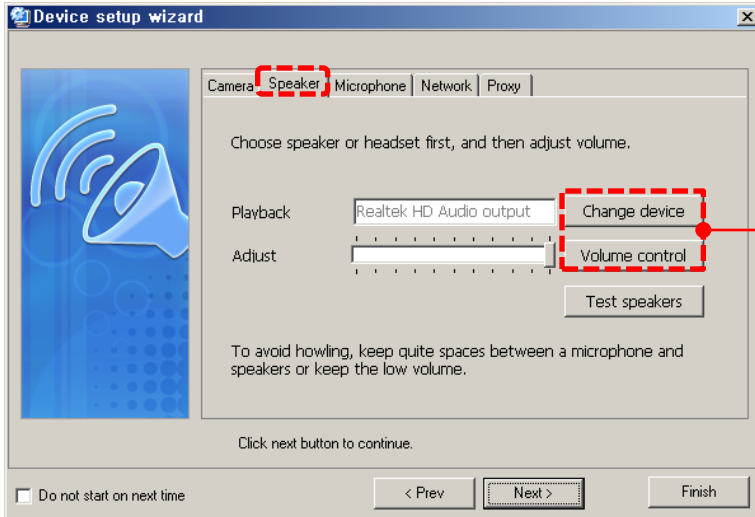 Device setup wizard
Camera Speaker Microphone Network Proxy
Choose speaker or headset first, and then adjust volume.
Playback Realtek HD Audio output Change device
Adjust Volume control
Test speakers
To avoid howling, keep quite spaces between a microphone and
speakers or keep the low volume.
Click next button to continue.
Do not start on next time < Prev Next > Finish